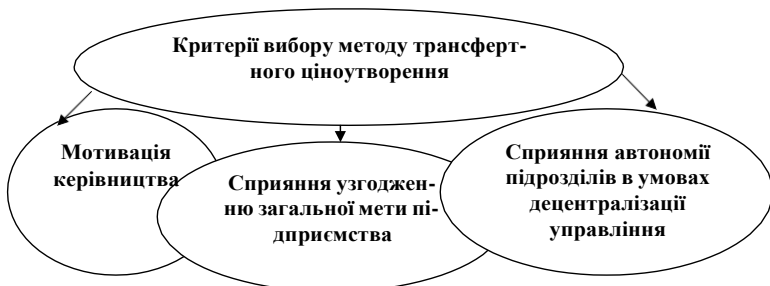 Критерії вибору методу трансферт-
ного ціноутворення
Мотивація
керівництва
Сприяння узгоджен-
ню загальної мети пі-
дприємства
Сприяння автономії
підрозділів в умовах
децентралізації
управління